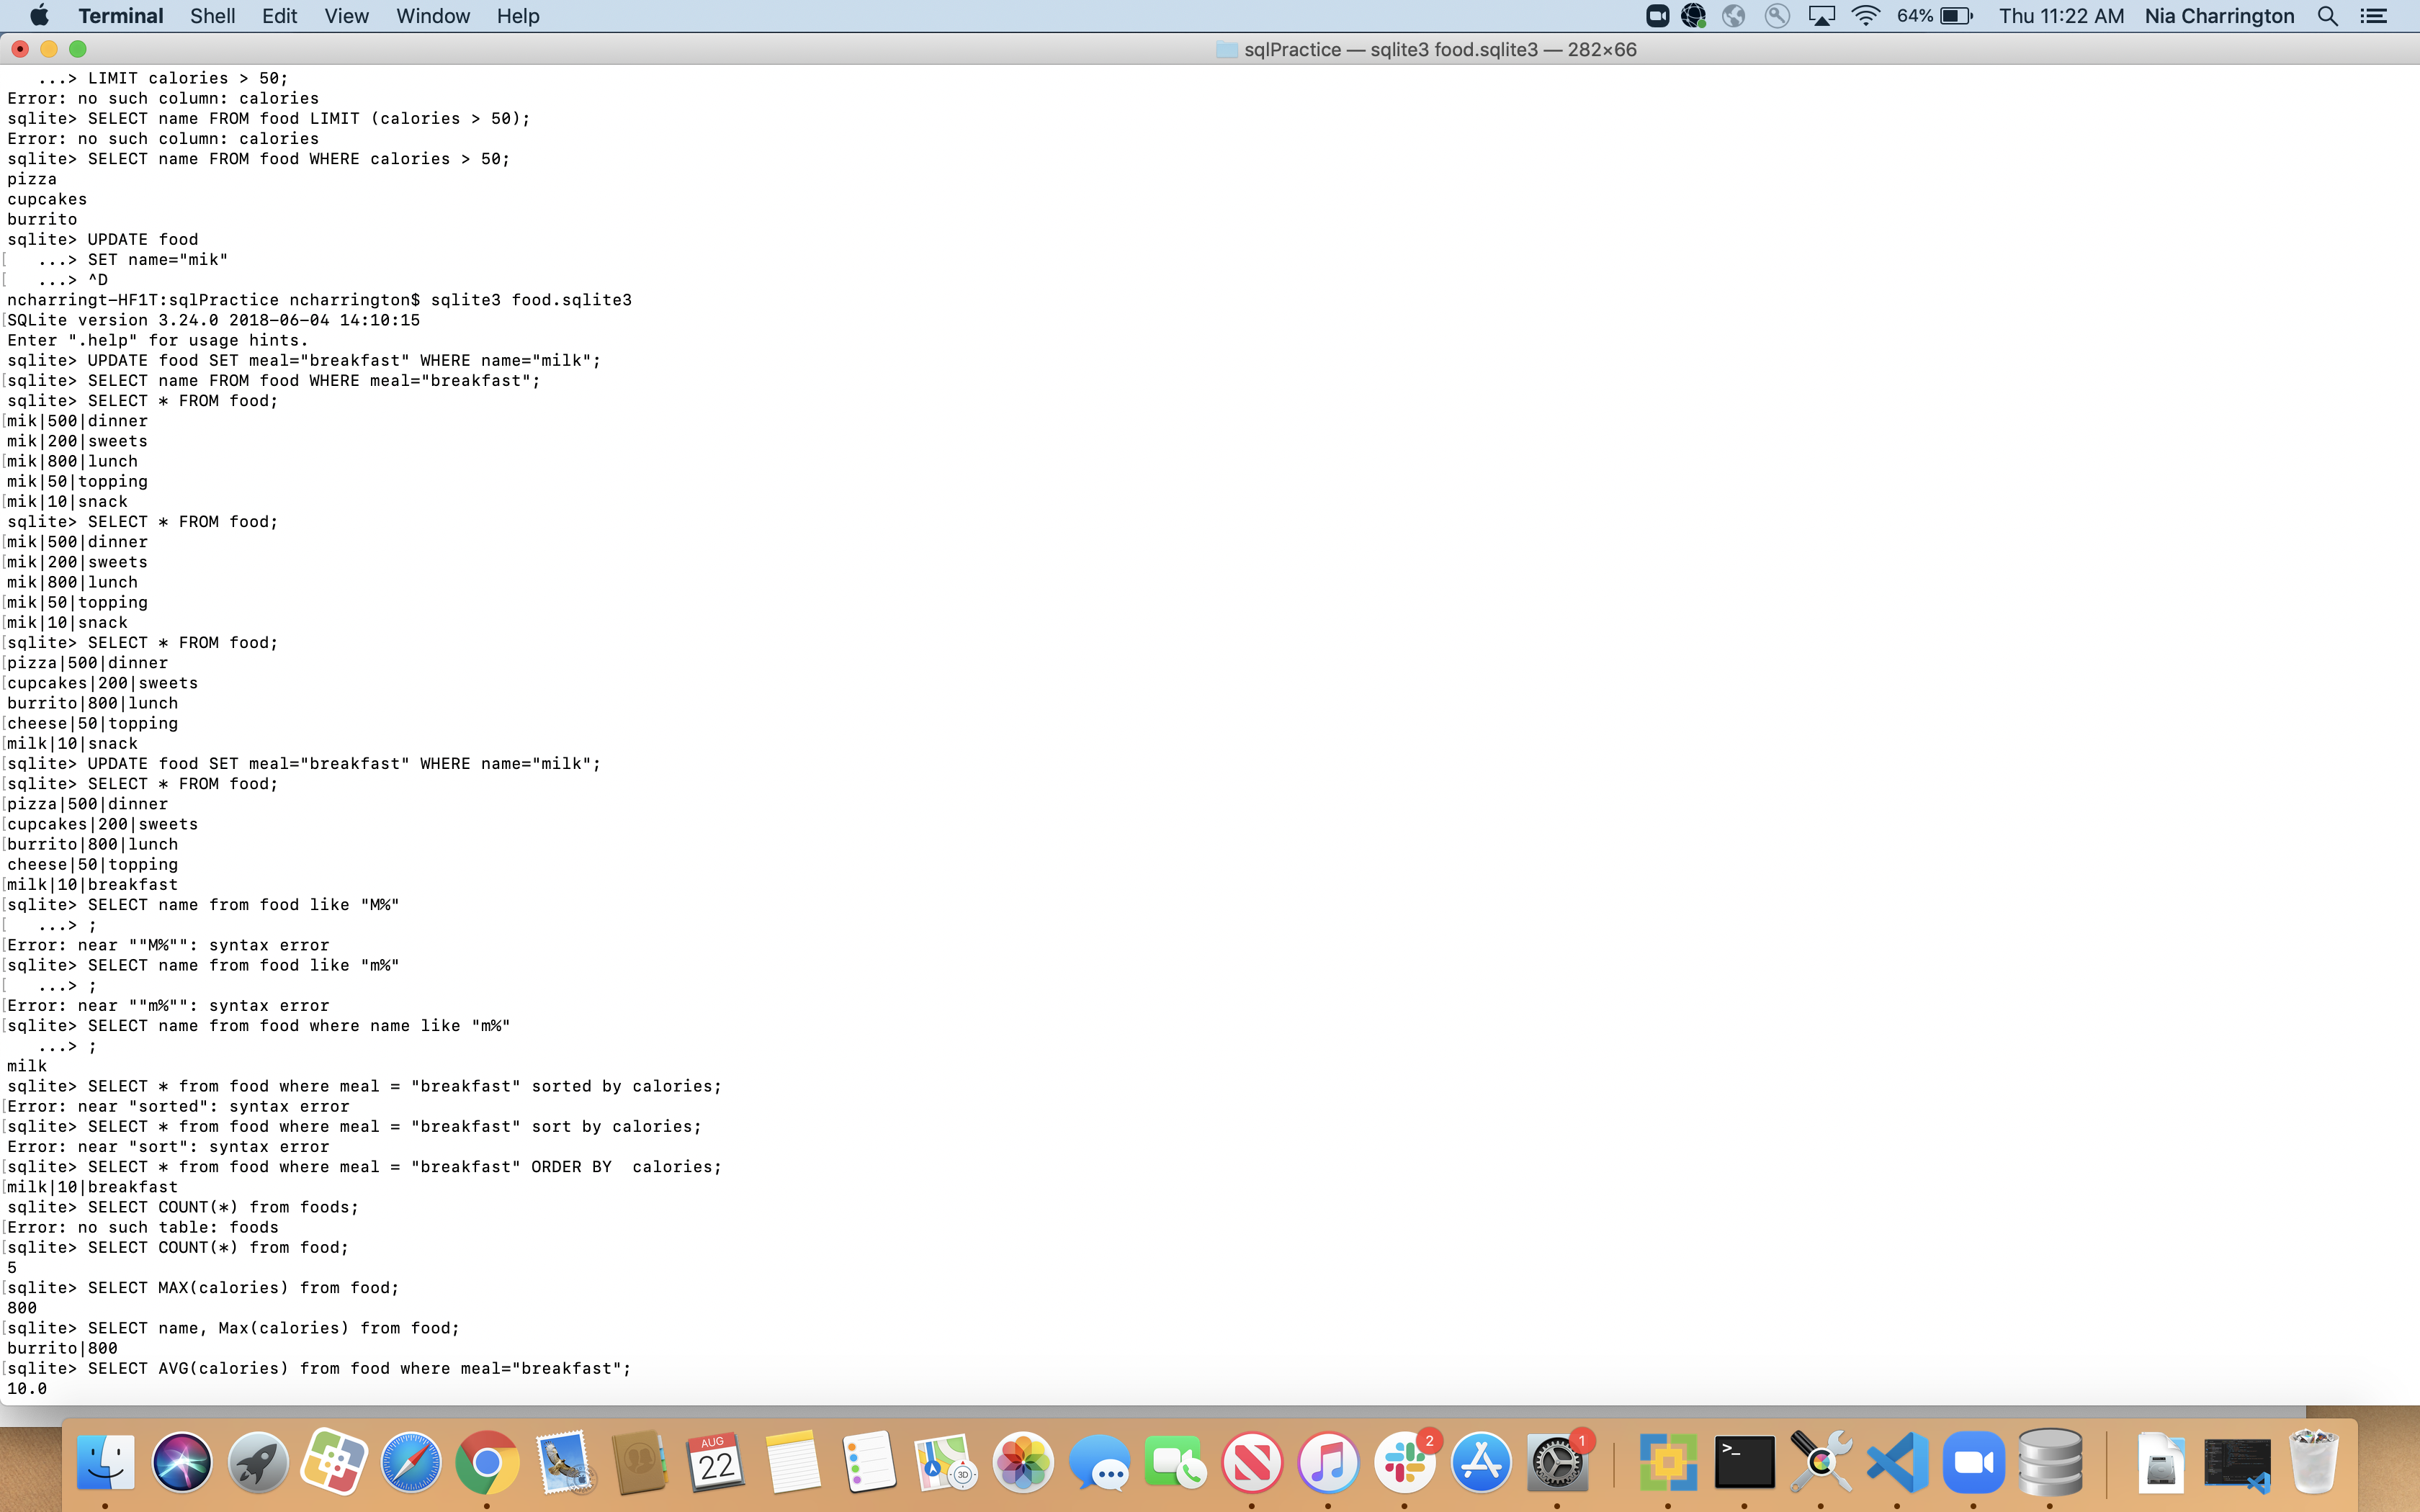 Terminal Shell Edit View Window Help 64% Thu 11:22 AM Nia Charrington
sqlPractice — sqlite3 food.sqlite3 — 282×66
...> LIMIT calories > 50;
Error: no such column: calories
sqlite> SELECT name FROM food LIMIT (calories > 50);
Error: no such column: calories
sqlite> SELECT name FROM food WHERE calories > 50;
pizza
cupcakes
burrito
sqlite> UPDATE food
[ ...> SET name="mik"
[ ...> ^D
ncharringt-HF1T:sqlPractice ncharrington$ sqlite3 food.sqlite3
[SQLite version 3.24.0 2018-06-04 14:10:15
Enter ".help" for usage hints.
sqlite> UPDATE food SET meal="breakfast" WHERE name="milk";
[sqlite> SELECT name FROM food WHERE meal="breakfast";
sqlite> SELECT * FROM food;
[mik|500|dinner
mik|200|sweets
[mik|800|lunch
mik|50|topping
[mik|10|snack
sqlite> SELECT * FROM food;
[mik|500|dinner
[mik|200|sweets
mik|800|lunch
[mik|50|topping
[mik|10|snack
[sqlite> SELECT * FROM food;
[pizza|500|dinner
[cupcakes|200|sweets
burrito|800|lunch
[cheese|50|topping
[milk|10|snack
[sqlite> UPDATE food SET meal="breakfast" WHERE name="milk";
[sqlite> SELECT * FROM food;
[pizza|500|dinner
[cupcakes|200|sweets
[burrito|800|lunch
cheese|50|topping
[milk|10|breakfast
[sqlite> SELECT name from food like "M%"
[ ...> ;
[Error: near ""M%"": syntax error
[sqlite> SELECT name from food like "m%"
[ ...> ;
[Error: near ""m%"": syntax error
[sqlite> SELECT name from food where name like "m%"
...> ;
milk
sqlite> SELECT * from food where meal = "breakfast" sorted by calories;
[Error: near "sorted": syntax error
[sqlite> SELECT * from food where meal = "breakfast" sort by calories;
Error: near "sort": syntax error
[sqlite> SELECT * from food where meal = "breakfast" ORDER BY  calories;
[milk|10|breakfast
sqlite> SELECT COUNT(*) from foods;
[Error: no such table: foods
[sqlite> SELECT COUNT(*) from food;
5
[sqlite> SELECT MAX(calories) from food;
800
[sqlite> SELECT name, Max(calories) from food;
burrito|800
[sqlite> SELECT AVG(calories) from food where meal="breakfast";
10.0
AUG
22
3D
2
1
>_